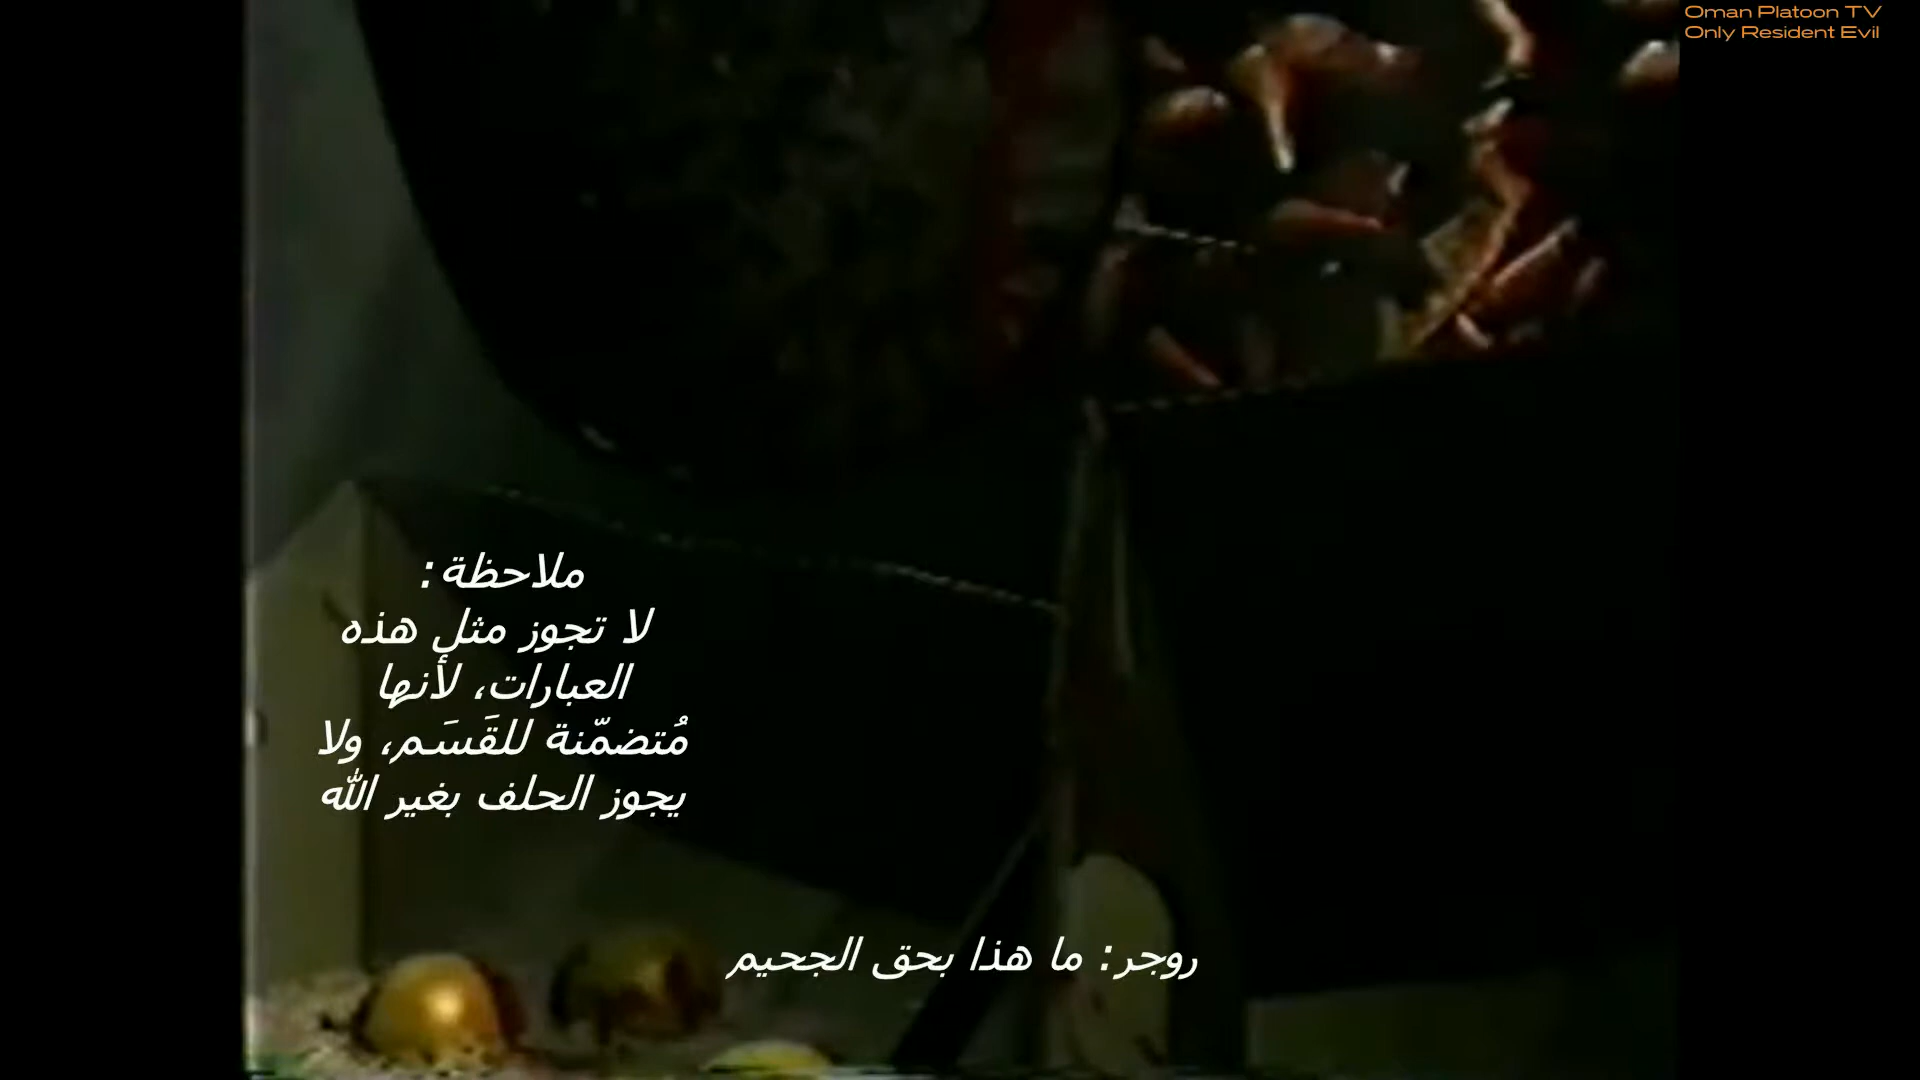 Oman Platoon TV
Only Resident Evil
ملاحظة:
لا تجوز مثل هذه
العبارات، لأنها
مُتضمّنة للقَسَم، ولا
يجوز الحلف بغير الله
روجر: ما هذا بحق الجحيم